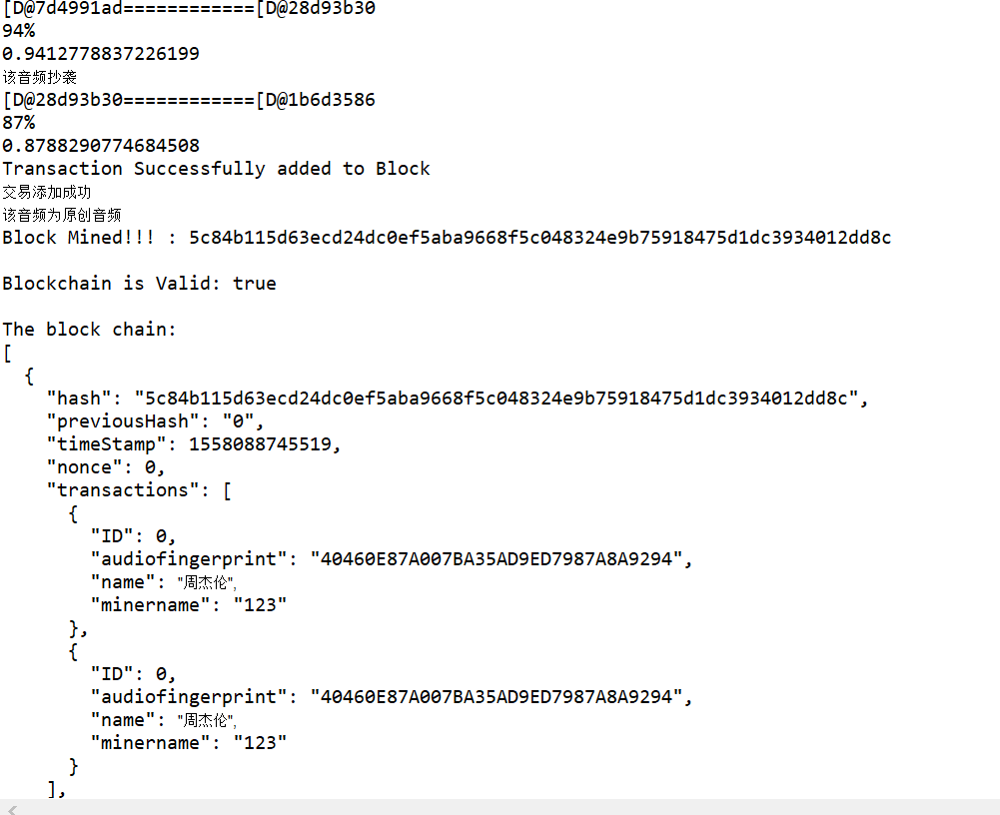 [D@7d4991ad============[D@28d93b30
94%
0.9412778837226199
该音频抄袭
[D@28d93b30============[D@1b6d3586
87%
0.8788290774684508
Transaction Successfully added to Block
交易添加成功
该音频为原创音频
Block Mined!!! : 5c84b115d63ecd24dc0ef5aba9668f5c048324e9b75918475d1dc3934012dd8c
Blockchain is Valid: true
The block chain:
[
  {
    "hash": "5c84b115d63ecd24dc0ef5aba9668f5c048324e9b75918475d1dc3934012dd8c",
    "previousHash": "0",
    "timeStamp": 1558088745519,
    "nonce": 0,
    "transactions": [
      {
        "ID": 0,
        "audiofingerprint": "40460E87A007BA35AD9ED7987A8A9294",
        "name": "周杰伦",
        "minername": "123"
      },
      {
        "ID": 0,
        "audiofingerprint": "40460E87A007BA35AD9ED7987A8A9294",
        "name": "周杰伦",
        "minername": "123"
      }
    ],